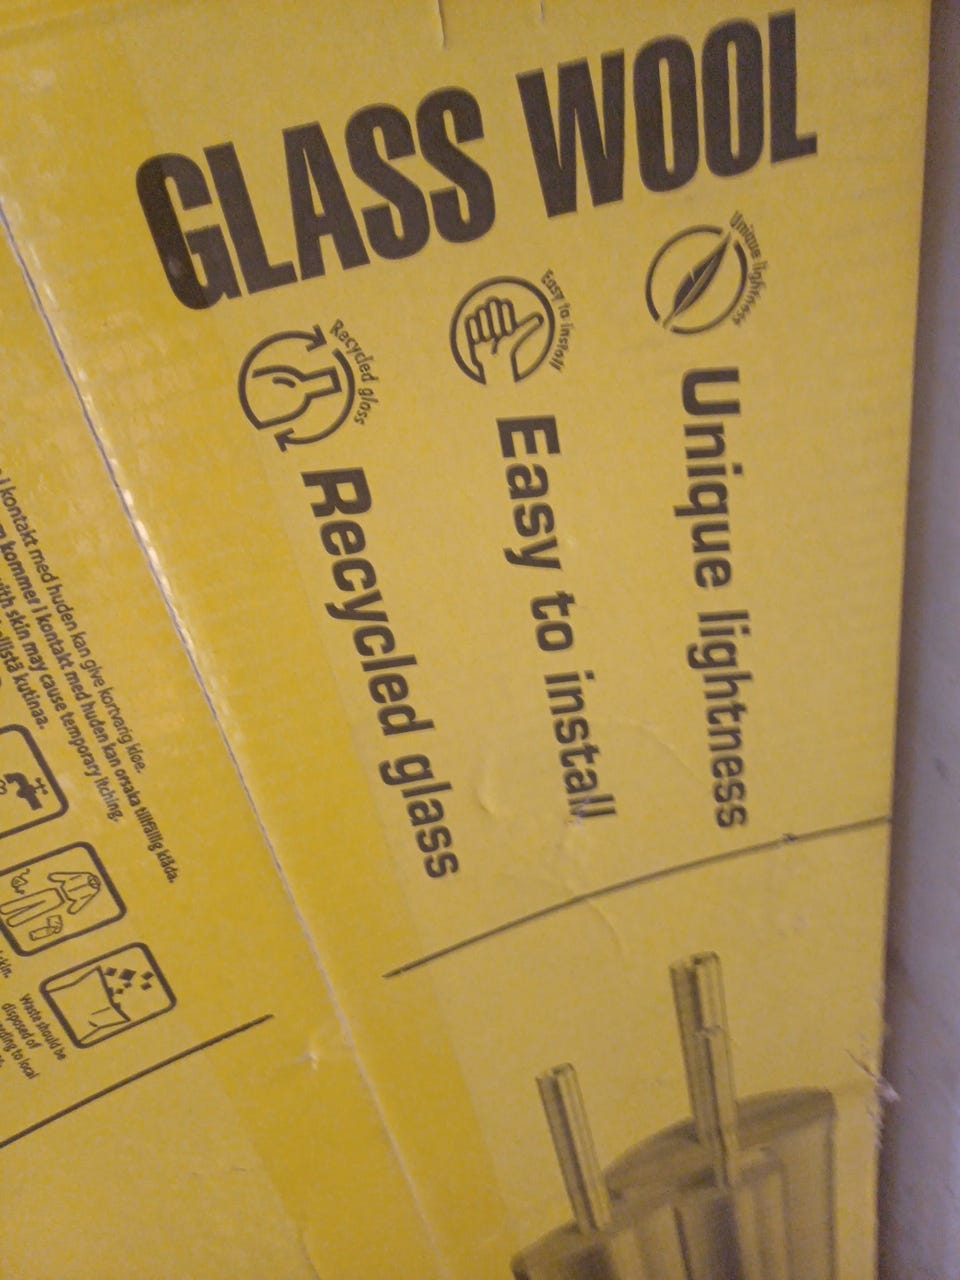 GLASS WOOL
Unique lightness
Unique lightness
Easy to install
Easy to install
Recycled glass
Recycled glass
i kontakt med huden kan give kortvarig kløe.
kommer i kontakt med huden kan orsaka tillfällig klåda.
with skin may cause temporary itching.
kutinaa.
Waste should be
disposed of
to local